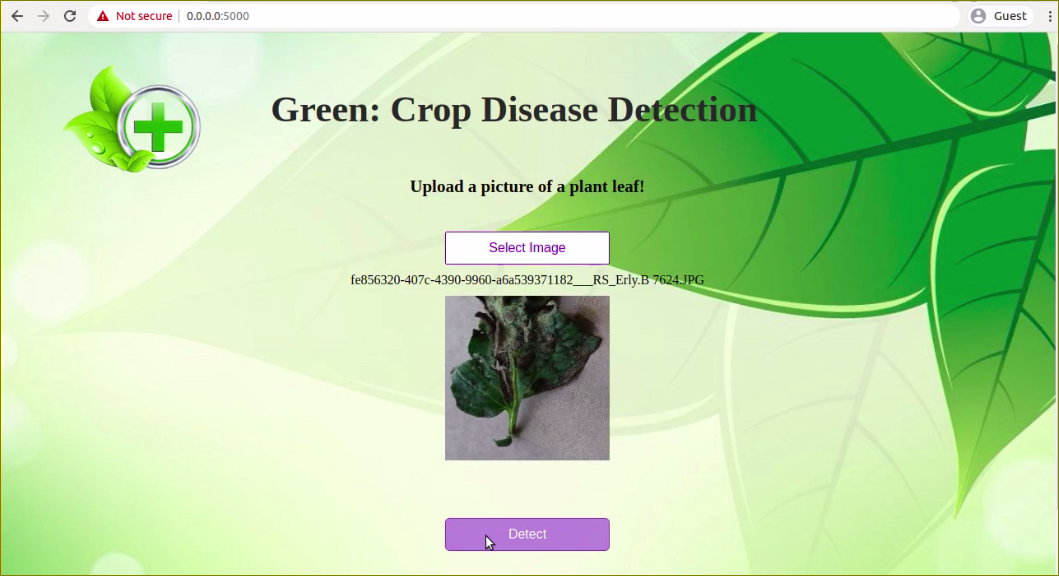 Not secure | 0.0.0.0:5000 Guest
Green: Crop Disease Detection
Upload a picture of a plant leaf!
Select Image
fe856320-407c-4390-9960-a6a539371182___RS_Erly.B 7624.JPG
Detect